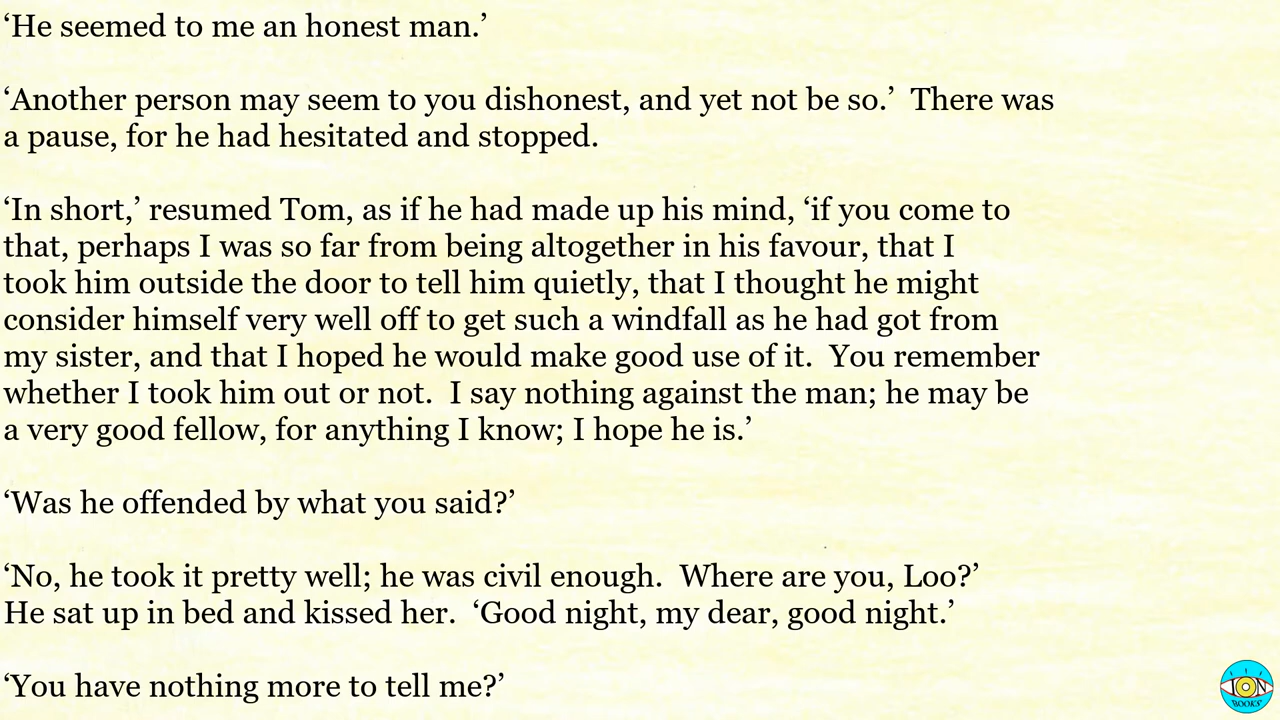 ‘He seemed to me an honest man.’
‘Another person may seem to you dishonest, and yet not be so.’  There was
a pause, for he had hesitated and stopped.
‘In short,’ resumed Tom, as if he had made up his mind, ‘if you come to
that, perhaps I was so far from being altogether in his favour, that I
took him outside the door to tell him quietly, that I thought he might
consider himself very well off to get such a windfall as he had got from
my sister, and that I hoped he would make good use of it.  You remember
whether I took him out or not.  I say nothing against the man; he may be
a very good fellow, for anything I know; I hope he is.’
‘Was he offended by what you said?’
‘No, he took it pretty well; he was civil enough.  Where are you, Loo?’
He sat up in bed and kissed her.  ‘Good night, my dear, good night.’
‘You have nothing more to tell me?’
ION
BOOKS